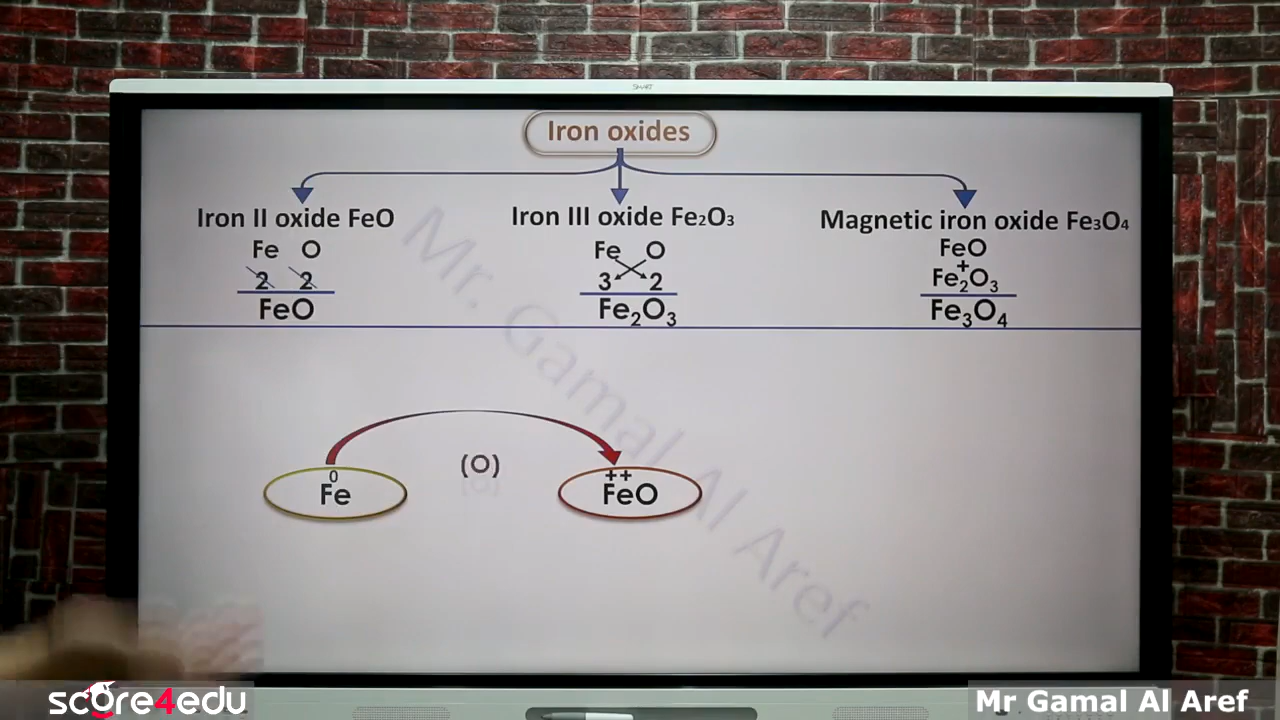 SMART
Iron oxides
Iron II oxide FeO
Fe O
2 2
FeO
Iron III oxide Fe₂O₃
Fe O
3 2
Fe₂O₃
Magnetic iron oxide Fe₃O₄
FeO
+
Fe₂O₃
Fe₃O₄
(O)
0
Fe
++
FeO
Mr. Gamal Al Aref
score4edu
Mr Gamal Al Aref